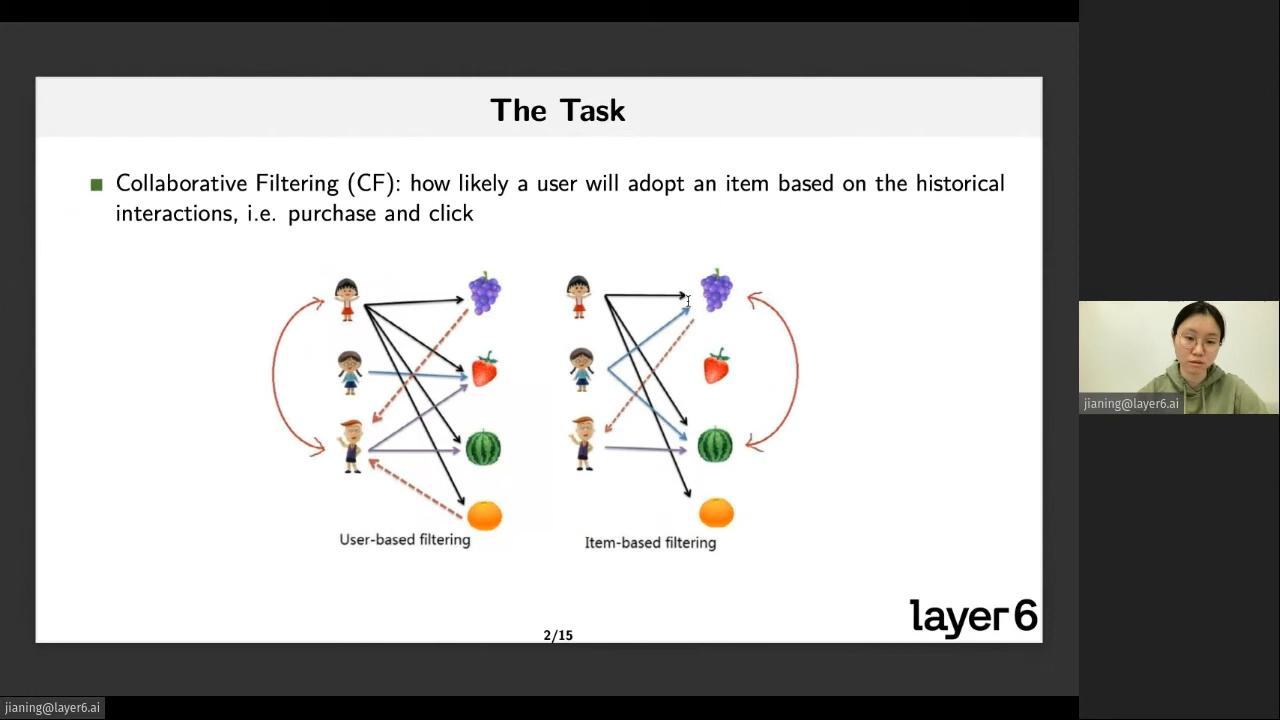 The Task
Collaborative Filtering (CF): how likely a user will adopt an item based on the historical
interactions, i.e. purchase and click
User-based filtering
Item-based filtering
layer6
2/15
jianing@layer6.ai
jianing@layer6.ai